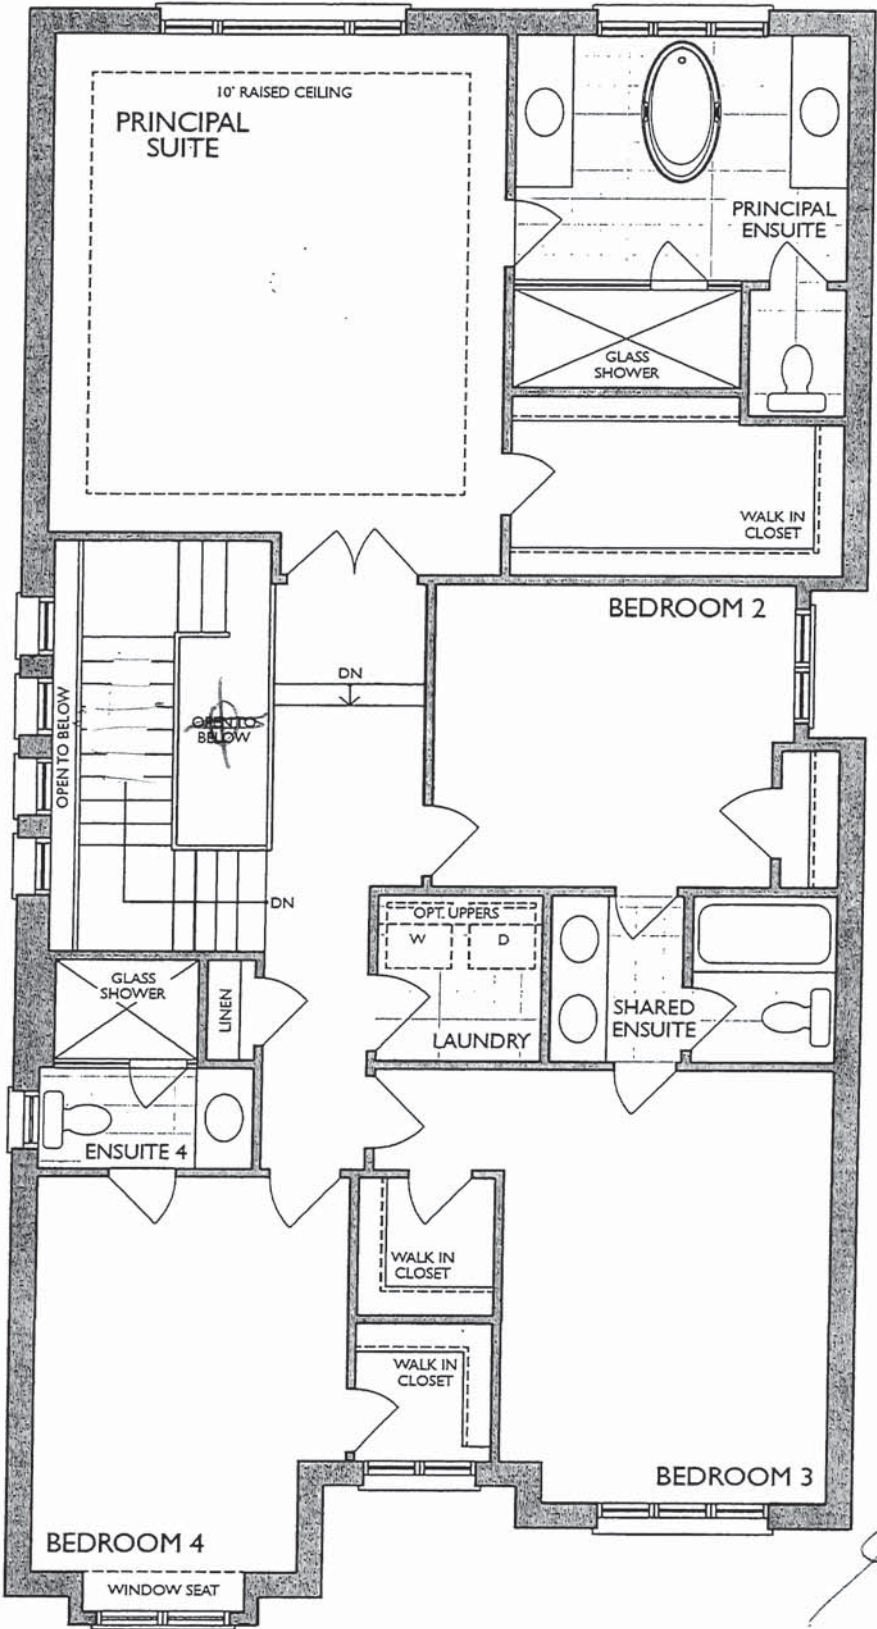 10' RAISED CEILING
PRINCIPAL
SUITE
PRINCIPAL
ENSUITE
GLASS
SHOWER
WALK IN
CLOSET
BEDROOM 2
DN
OPEN TO BELOW
OPEN TO
BELOW
DN
OPT. UPPERS
W D
LAUNDRY
GLASS
SHOWER
LINEN
SHARED
ENSUITE
ENSUITE 4
WALK IN
CLOSET
WALK IN
CLOSET
BEDROOM 3
BEDROOM 4
WINDOW SEAT